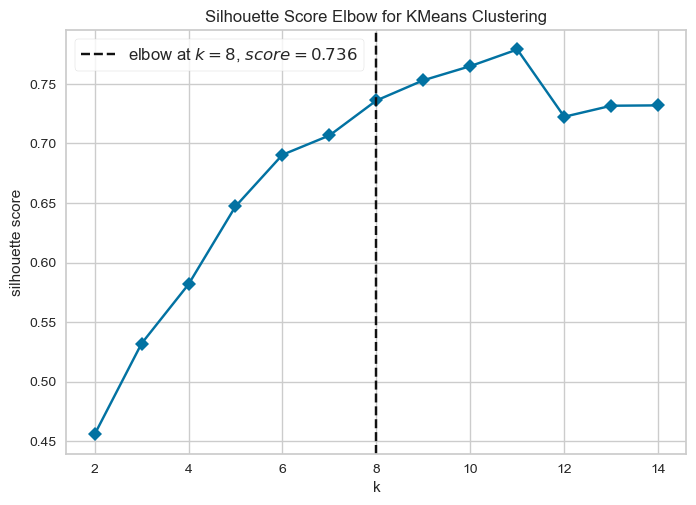 Silhouette Score Elbow for KMeans Clustering
elbow at k = 8, score = 0.736
0.75
0.70
0.65
0.60
0.55
0.50
0.45
silhouette score
2 4 6 8 10 12 14
k